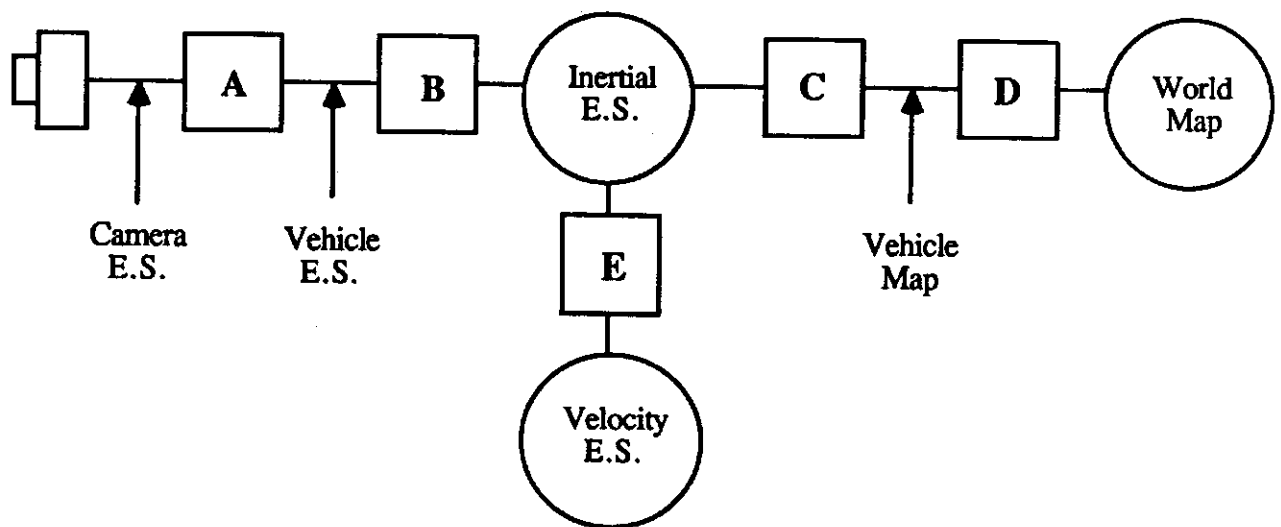 A
B
Inertial
E.S.
C
D
World
Map
Camera
E.S.
Vehicle
E.S.
E
Vehicle
Map
Velocity
E.S.